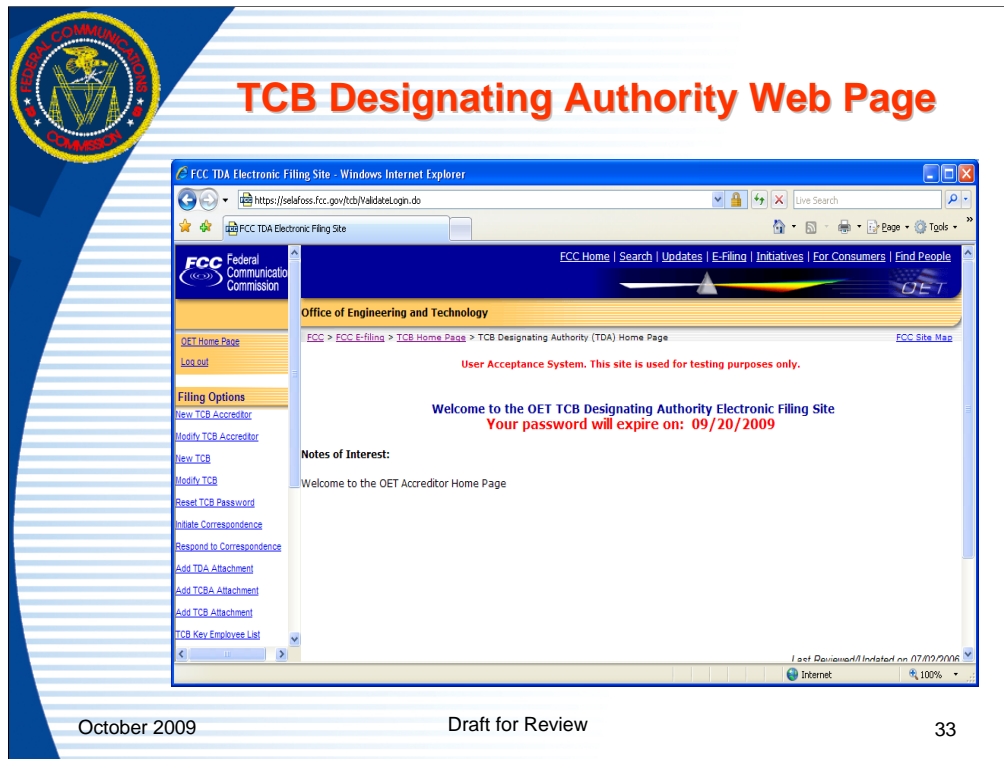 FEDERAL COMMUNICATIONS COMMISSION
TCB Designating Authority Web Page
FCC TDA Electronic Filing Site - Windows Internet Explorer
https://selafoss.fcc.gov/tcb/ValidateLogin.do
Live Search
FCC TDA Electronic Filing Site
Page
Tools
FCC Federal
Communicatio
Commission
FCC Home | Search | Updates | E-Filing | Initiatives | For Consumers | Find People
OET
Office of Engineering and Technology
OET Home Page
Log out
FCC > FCC E-filing > TCB Home Page > TCB Designating Authority (TDA) Home Page
FCC Site Map
User Acceptance System. This site is used for testing purposes only.
Filing Options
New TCB Accreditor
Modify TCB Accreditor
New TCB
Modify TCB
Reset TCB Password
Initiate Correspondence
Respond to Correspondence
Add TDA Attachment
Add TCBA Attachment
Add TCB Attachment
TCB Key Employee List
Welcome to the OET TCB Designating Authority Electronic Filing Site
Your password will expire on: 09/20/2009
Notes of Interest:
Welcome to the OET Accreditor Home Page
Last Reviewed/Updated on 07/02/2006
Internet
100%
October 2009
Draft for Review
33